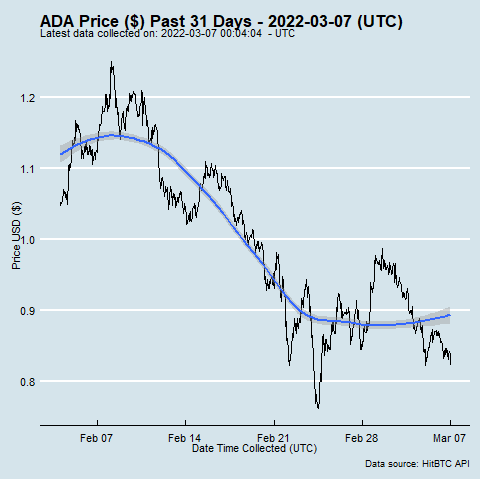 ADA Price ($) Past 31 Days - 2022-03-07 (UTC)
Latest data collected on: 2022-03-07 00:04:04  - UTC
1.2
1.1
1.0
0.9
0.8
Price USD ($)
Feb 07
Feb 14
Feb 21
Feb 28
Mar 07
Date Time Collected (UTC)
Data source: HitBTC API